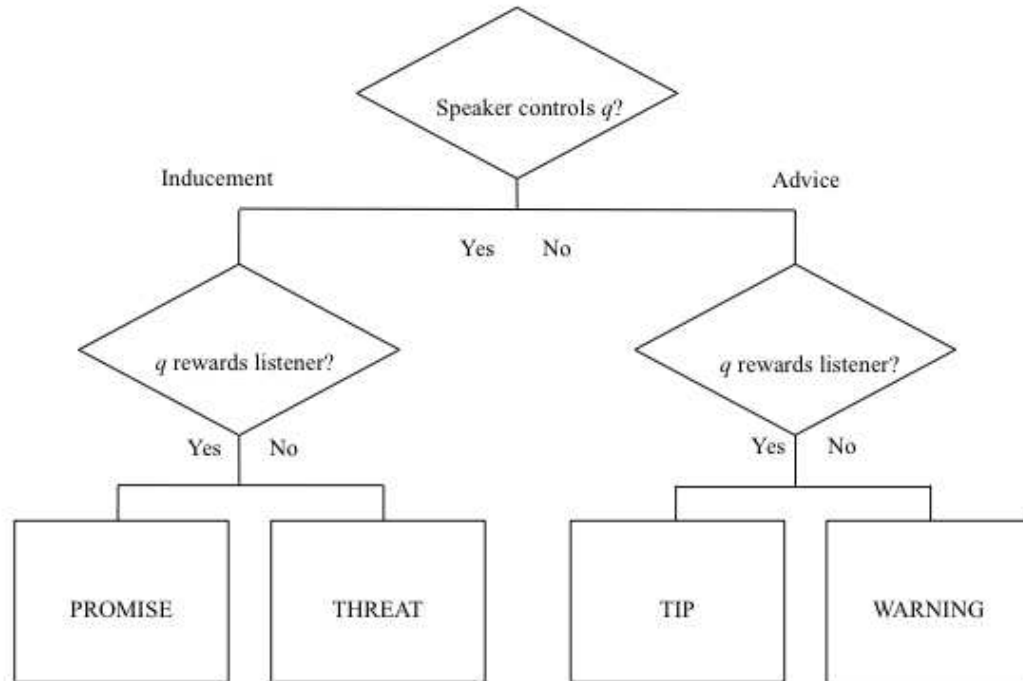 Speaker controls q?
Inducement
Advice
Yes No
q rewards listener?
q rewards listener?
Yes No
Yes No
PROMISE
THREAT
TIP
WARNING